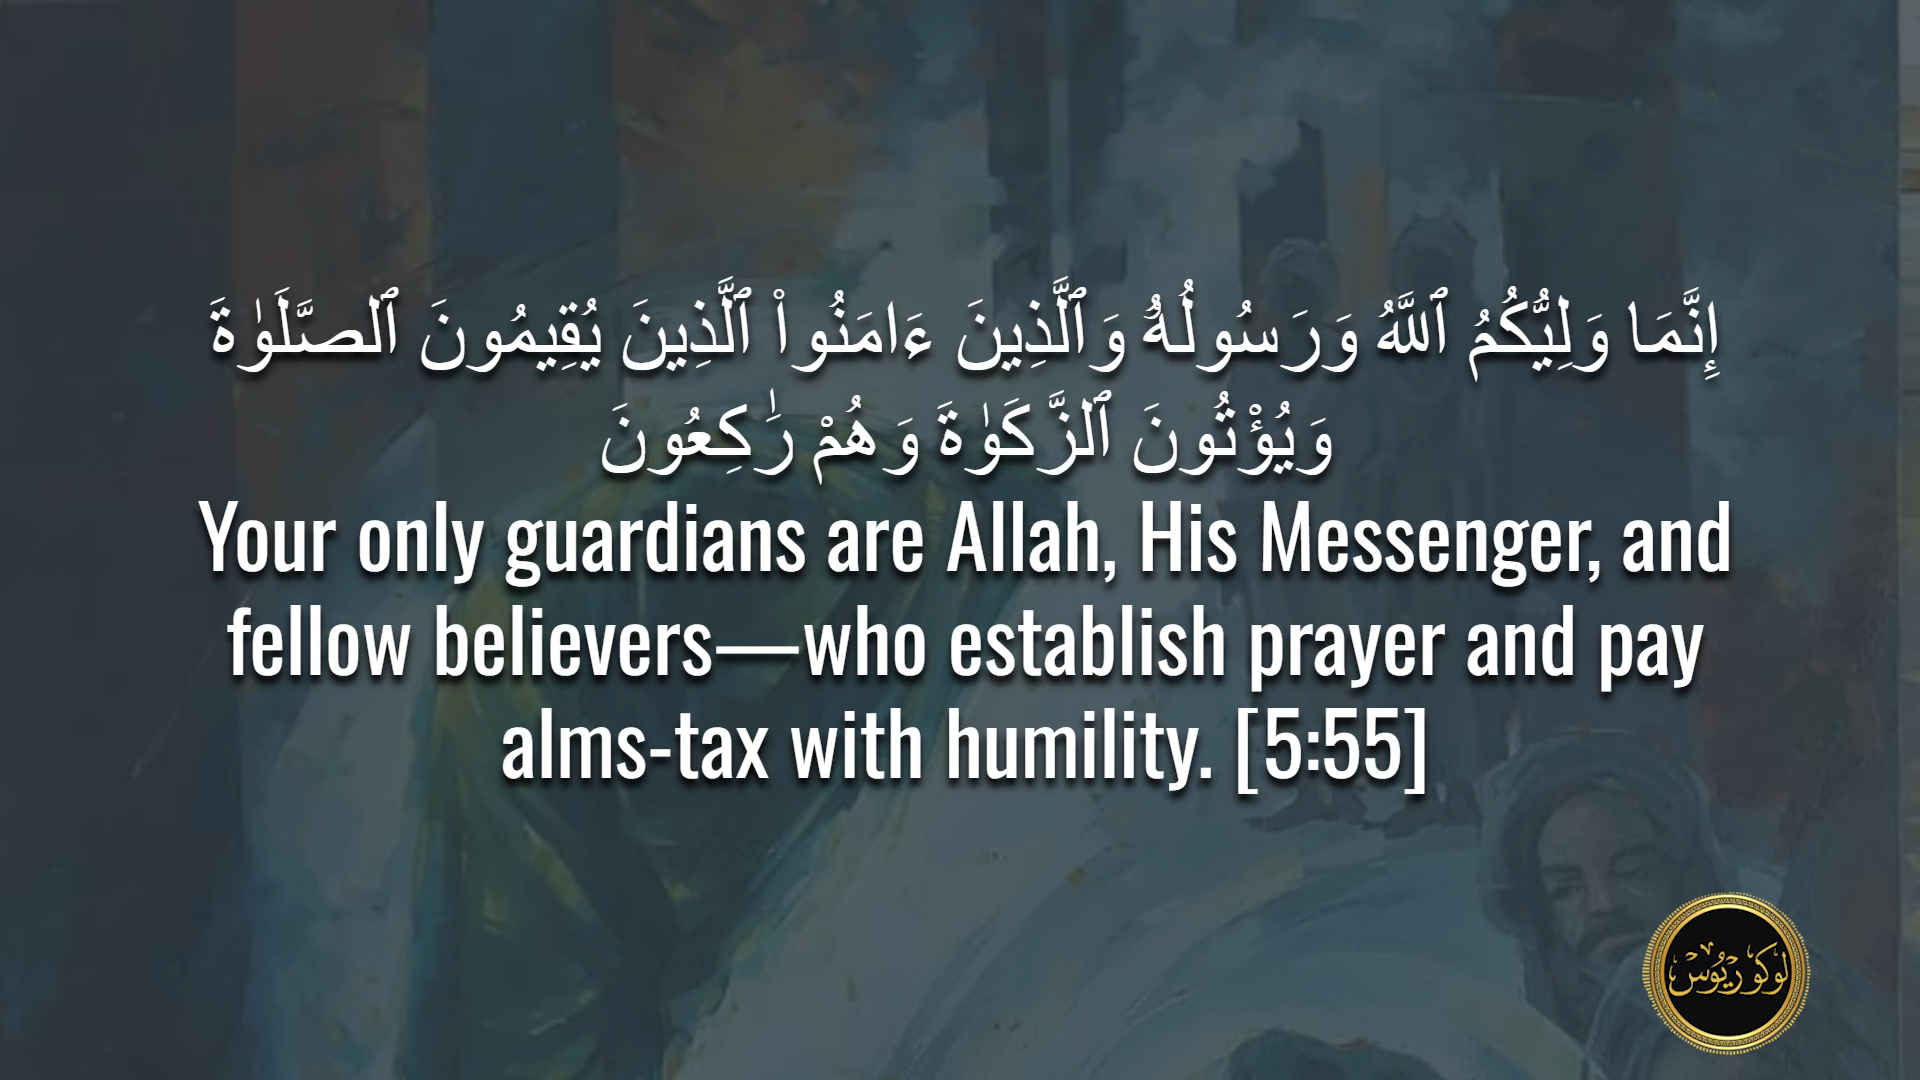 إِنَّمَا وَلِيُّكُمُ ٱللَّهُ وَرَسُولُهُۥ وَٱلَّذِينَ ءَامَنُوا۟ ٱلَّذِينَ يُقِيمُونَ ٱلصَّلَوٰةَ
وَيُؤْتُونَ ٱلزَّكَوٰةَ وَهُمْ رَٰكِعُونَ
Your only guardians are Allah, His Messenger, and
fellow believers—who establish prayer and pay
alms-tax with humility. [5:55]
لوكوريوس